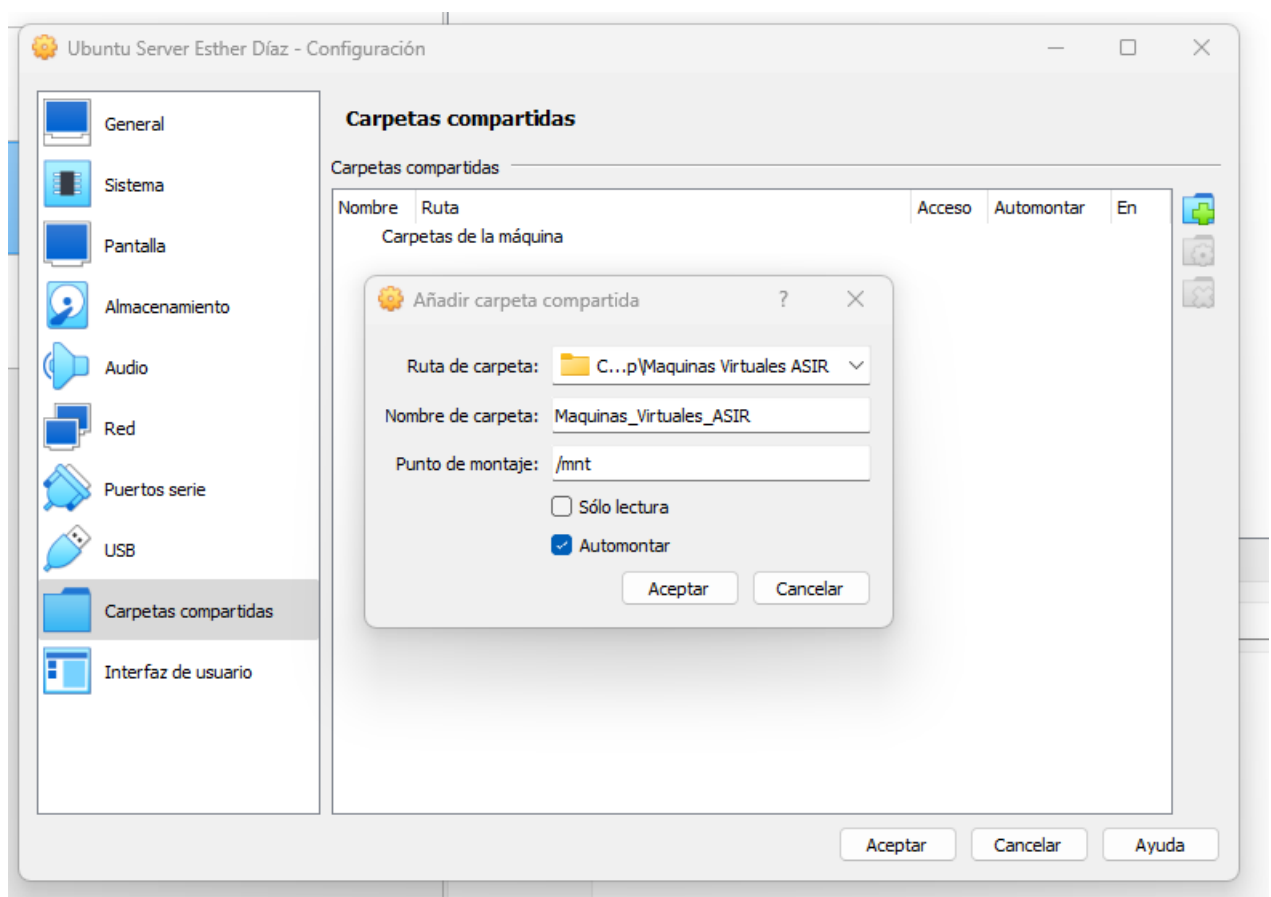 Ubuntu Server Esther Díaz - Configuración
General
Sistema
Pantalla
Almacenamiento
Audio
Red
Puertos serie
USB
Carpetas compartidas
Interfaz de usuario
Carpetas compartidas
Carpetas compartidas
Nombre Ruta Acceso Automontar En
Carpetas de la máquina
Añadir carpeta compartida ?
Ruta de carpeta: C...p\Maquinas Virtuales ASIR
Nombre de carpeta: Maquinas_Virtuales_ASIR
Punto de montaje: /mnt
Sólo lectura
Automontar
Aceptar Cancelar
Aceptar Cancelar Ayuda